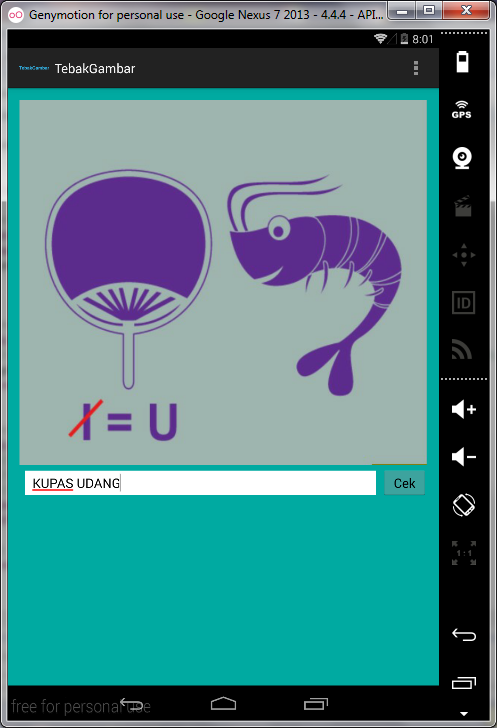 Genymotion for personal use - Google Nexus 7 2013 - 4.4.4 - API...
8:01
TebakGambar TebakGambar
GPS
ID
I = U
KUPAS UDANG Cek
1:1
free for personal use